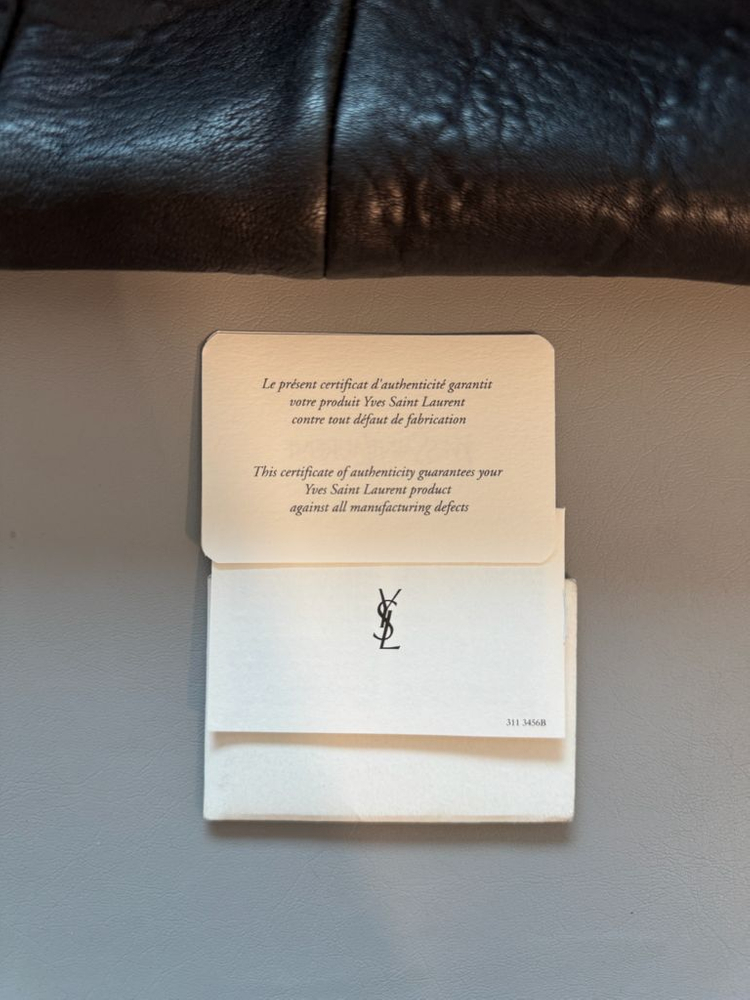 Le présent certificat d'authenticité garantit
votre produit Yves Saint Laurent
contre tout défaut de fabrication
This certificate of authenticity guarantees your
Yves Saint Laurent product
against all manufacturing defects
YSL
311 3456B